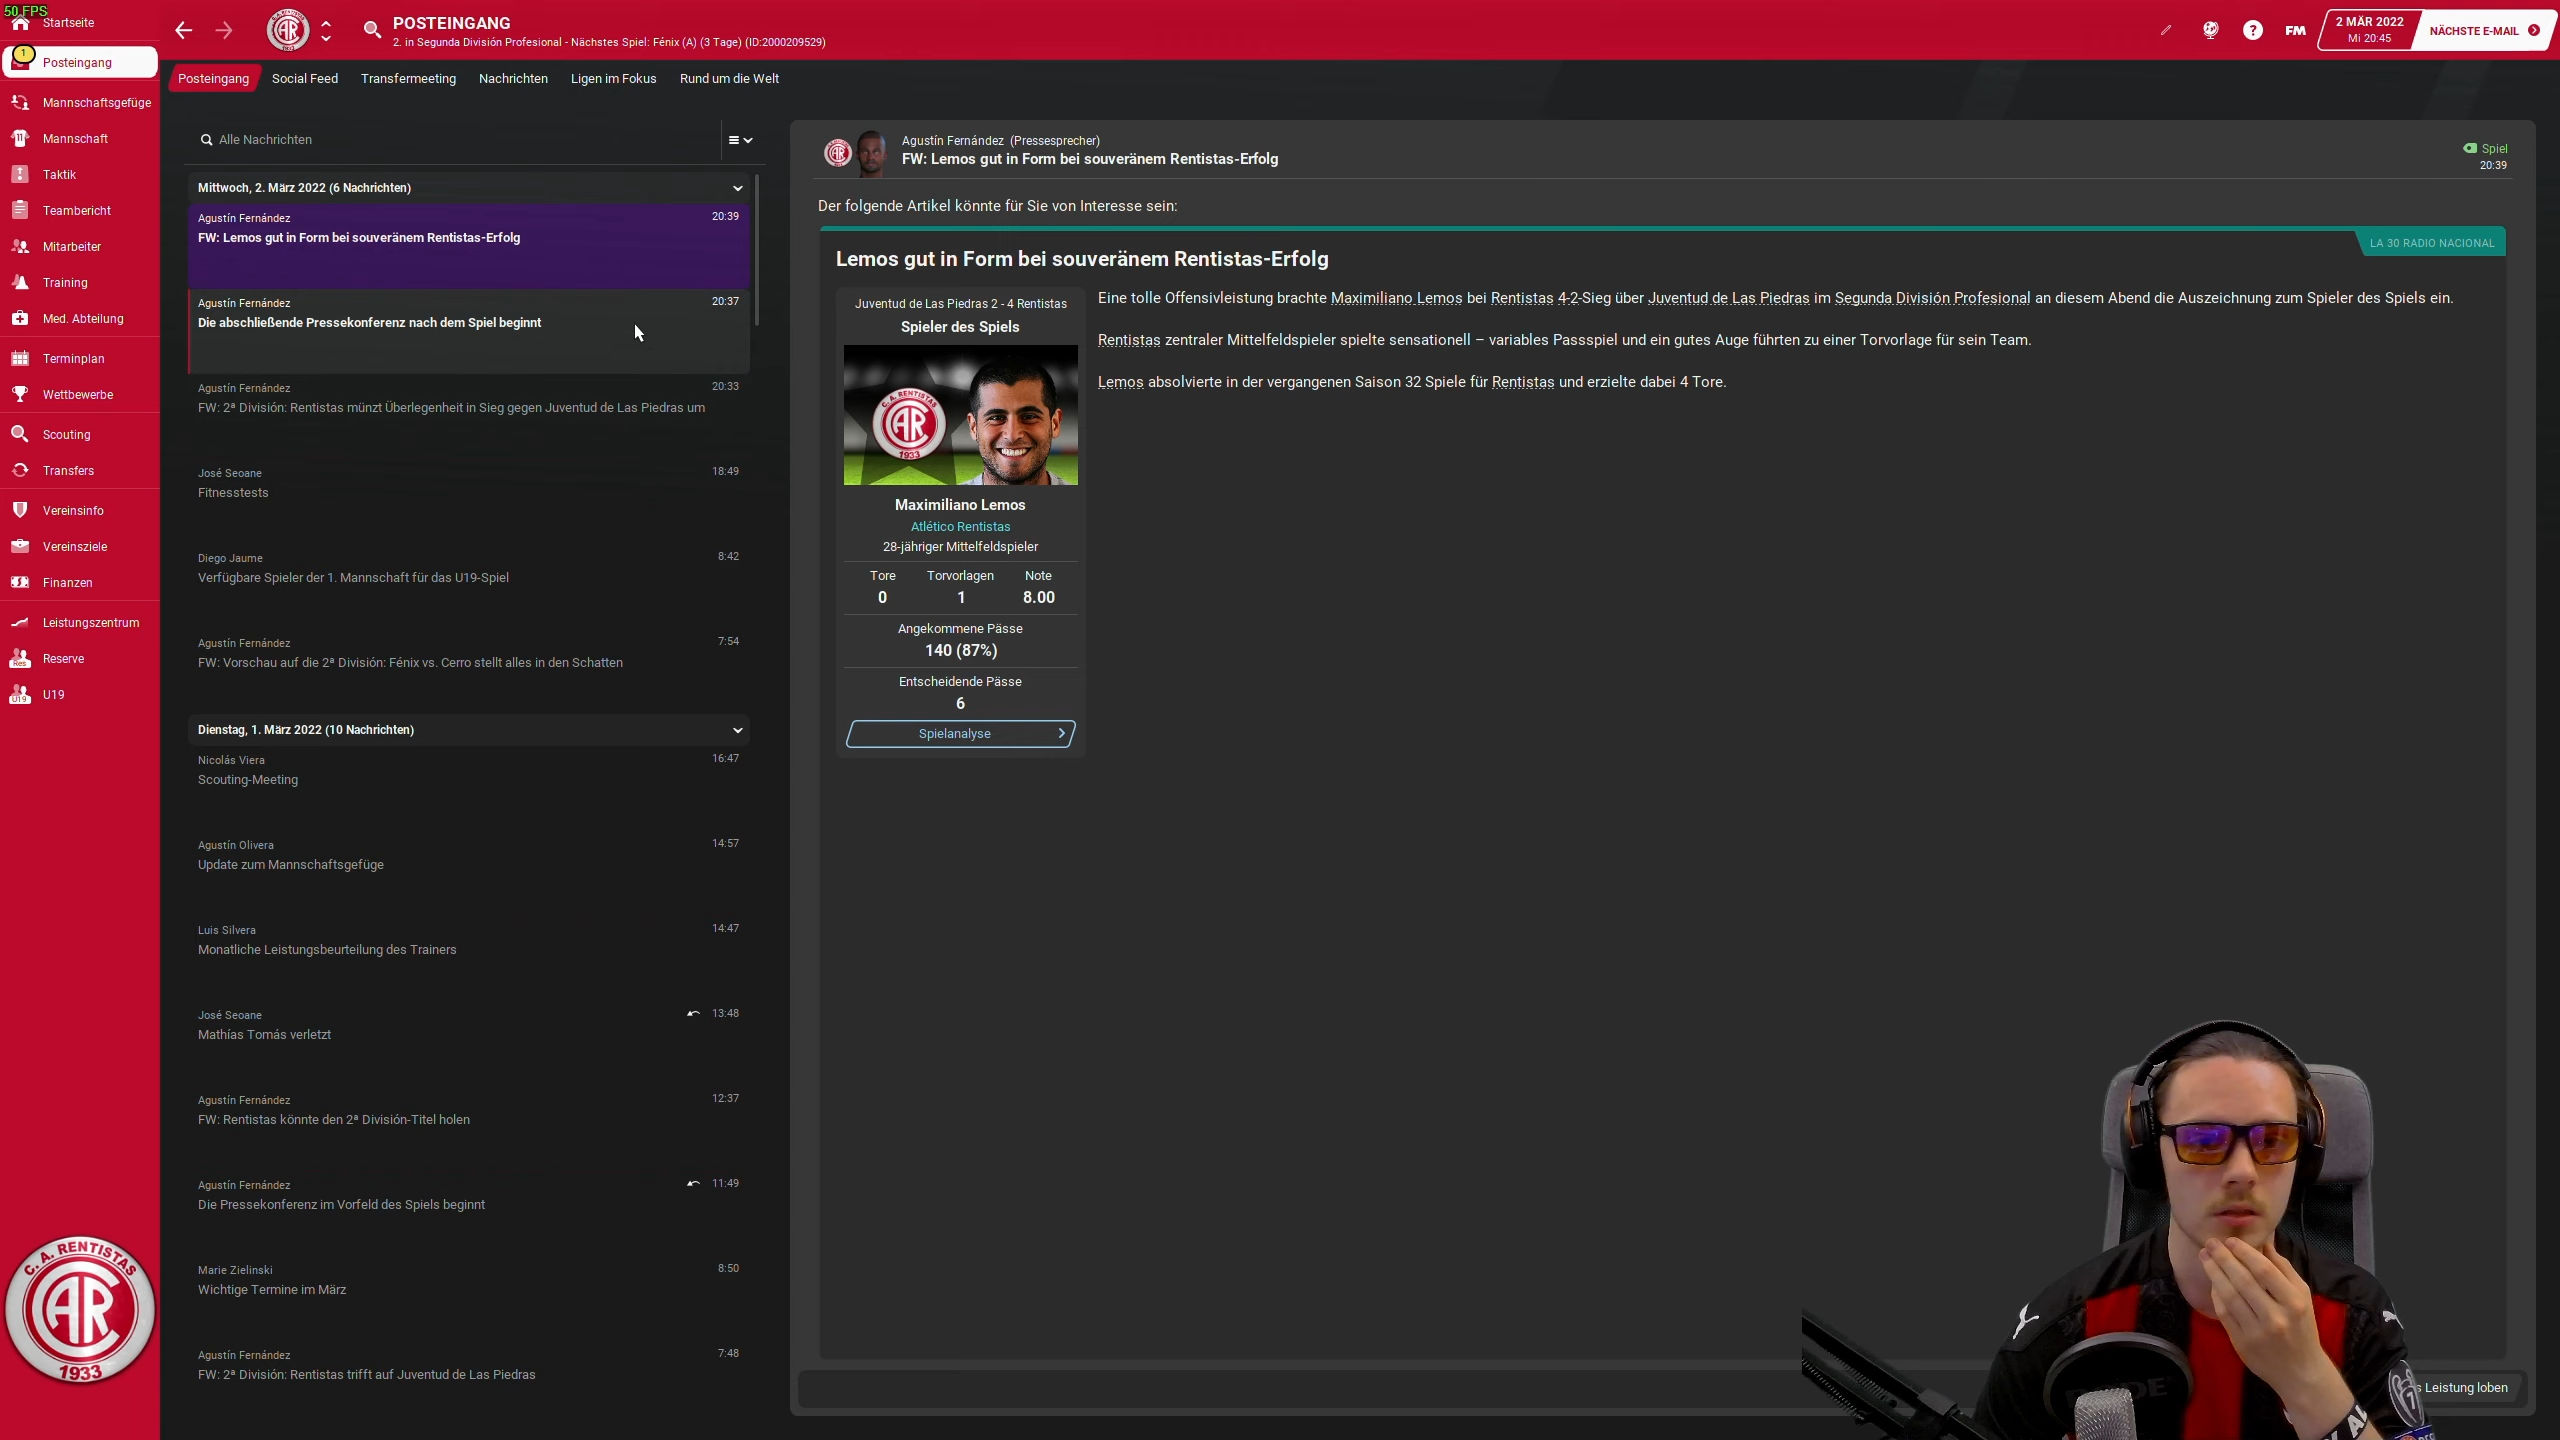 50 FPS
Startseite
1
Posteingang
Mannschaftsgefüge
Mannschaft
Taktik
Teambericht
Mitarbeiter
Training
Med. Abteilung
Terminplan
Wettbewerbe
Scouting
Transfers
Vereinsinfo
Vereinsziele
Finanzen
Leistungszentrum
Reserve
U19
C. A. RENTISTAS
CAR
1933
POSTEINGANG
2. in Segunda División Profesional - Nächstes Spiel: Fénix (A) (3 Tage) (ID:2000209529)
FM
2 MÄR 2022
Mi 20:45
NÄCHSTE E-MAIL
Posteingang Social Feed Transfermeeting Nachrichten Ligen im Fokus Rund um die Welt
Alle Nachrichten
Mittwoch, 2. März 2022 (6 Nachrichten)
Agustín Fernández 20:39
FW: Lemos gut in Form bei souveränem Rentistas-Erfolg
Agustín Fernández 20:37
Die abschließende Pressekonferenz nach dem Spiel beginnt
Agustín Fernández 20:33
FW: 2ª División: Rentistas münzt Überlegenheit in Sieg gegen Juventud de Las Piedras um
José Seoane 18:49
Fitnesstests
Diego Jaume 8:42
Verfügbare Spieler der 1. Mannschaft für das U19-Spiel
Agustín Fernández 7:54
FW: Vorschau auf die 2ª División: Fénix vs. Cerro stellt alles in den Schatten
Dienstag, 1. März 2022 (10 Nachrichten)
Nicolás Viera 16:47
Scouting-Meeting
Agustín Olivera 14:57
Update zum Mannschaftsgefüge
Luis Silvera 14:47
Monatliche Leistungsbeurteilung des Trainers
José Seoane 13:48
Mathías Tomás verletzt
Agustín Fernández 12:37
FW: Rentistas könnte den 2ª División-Titel holen
Agustín Fernández 11:49
Die Pressekonferenz im Vorfeld des Spiels beginnt
Marie Zielinski 8:50
Wichtige Termine im März
Agustín Fernández 7:48
FW: 2ª División: Rentistas trifft auf Juventud de Las Piedras
Agustín Fernández (Pressesprecher)
FW: Lemos gut in Form bei souveränem Rentistas-Erfolg
Spiel
20:39
Der folgende Artikel könnte für Sie von Interesse sein:
LA 30 RADIO NACIONAL
Lemos gut in Form bei souveränem Rentistas-Erfolg
Juventud de Las Piedras 2 - 4 Rentistas
Spieler des Spiels
C. A. RENTISTAS
CAR
1933
Maximiliano Lemos
Atlético Rentistas
28-jähriger Mittelfeldspieler
Tore Torvorlagen Note
0 1 8.00
Angekommene Pässe
140 (87%)
Entscheidende Pässe
6
Spielanalyse
Eine tolle Offensivleistung brachte Maximiliano Lemos bei Rentistas 4-2-Sieg über Juventud de Las Piedras im Segunda División Profesional an diesem Abend die Auszeichnung zum Spieler des Spiels ein.
Rentistas zentraler Mittelfeldspieler spielte sensationell – variables Passspiel und ein gutes Auge führten zu einer Torvorlage für sein Team.
Lemos absolvierte in der vergangenen Saison 32 Spiele für Rentistas und erzielte dabei 4 Tore.
Leistung loben